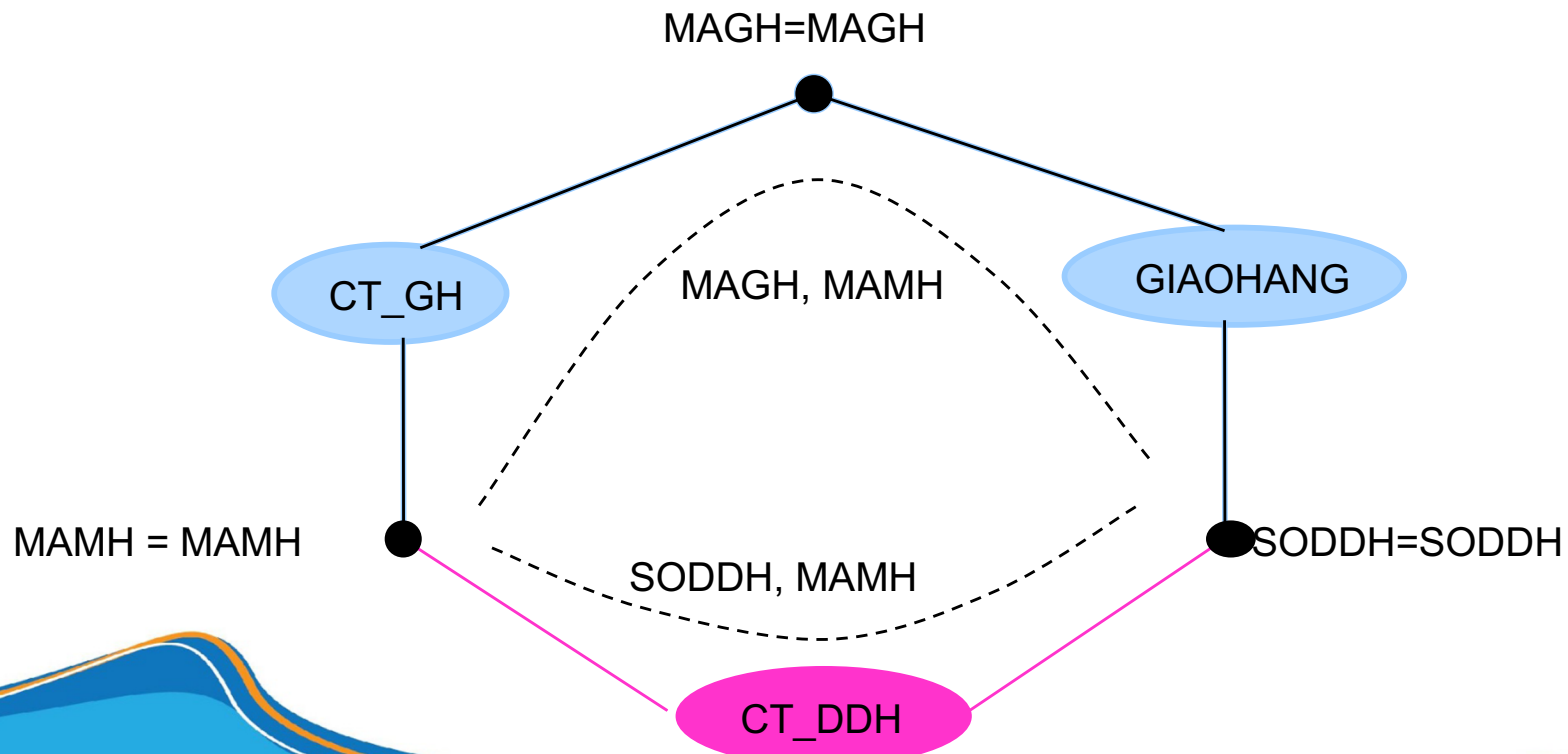 MAGH=MAGH
MAGH, MAMH
GIAOHANG
CT_GH
MAMH = MAMH
SODDH=SODDH
SODDH, MAMH
CT_DDH